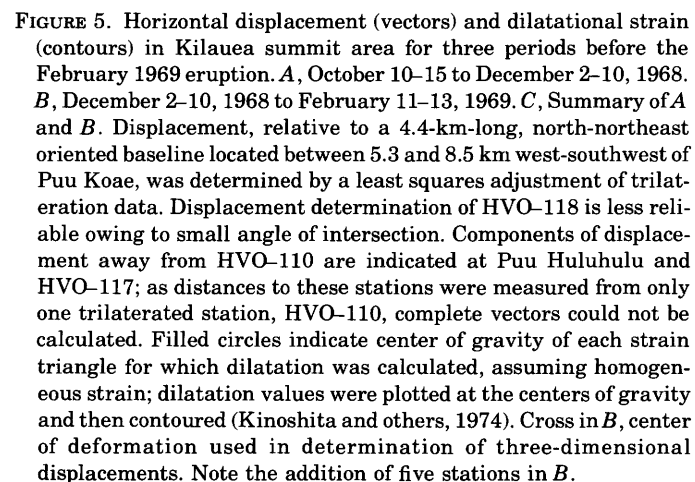 FIGURE 5. Horizontal displacement (vectors) and dilatational strain
(contours) in Kilauea summit area for three periods before the
February 1969 eruption. A, October 10–15 to December 2–10, 1968.
B, December 2–10, 1968 to February 11–13, 1969. C, Summary of A
and B. Displacement, relative to a 4.4-km-long, north-northeast
oriented baseline located between 5.3 and 8.5 km west-southwest of
Puu Koae, was determined by a least squares adjustment of trilat-
eration data. Displacement determination of HVO–118 is less reli-
able owing to small angle of intersection. Components of displace-
ment away from HVO–110 are indicated at Puu Huluhulu and
HVO–117; as distances to these stations were measured from only
one trilaterated station, HVO–110, complete vectors could not be
calculated. Filled circles indicate center of gravity of each strain
triangle for which dilatation was calculated, assuming homogen-
eous strain; dilatation values were plotted at the centers of gravity
and then contoured (Kinoshita and others, 1974). Cross in B, center
of deformation used in determination of three-dimensional
displacements. Note the addition of five stations in B.